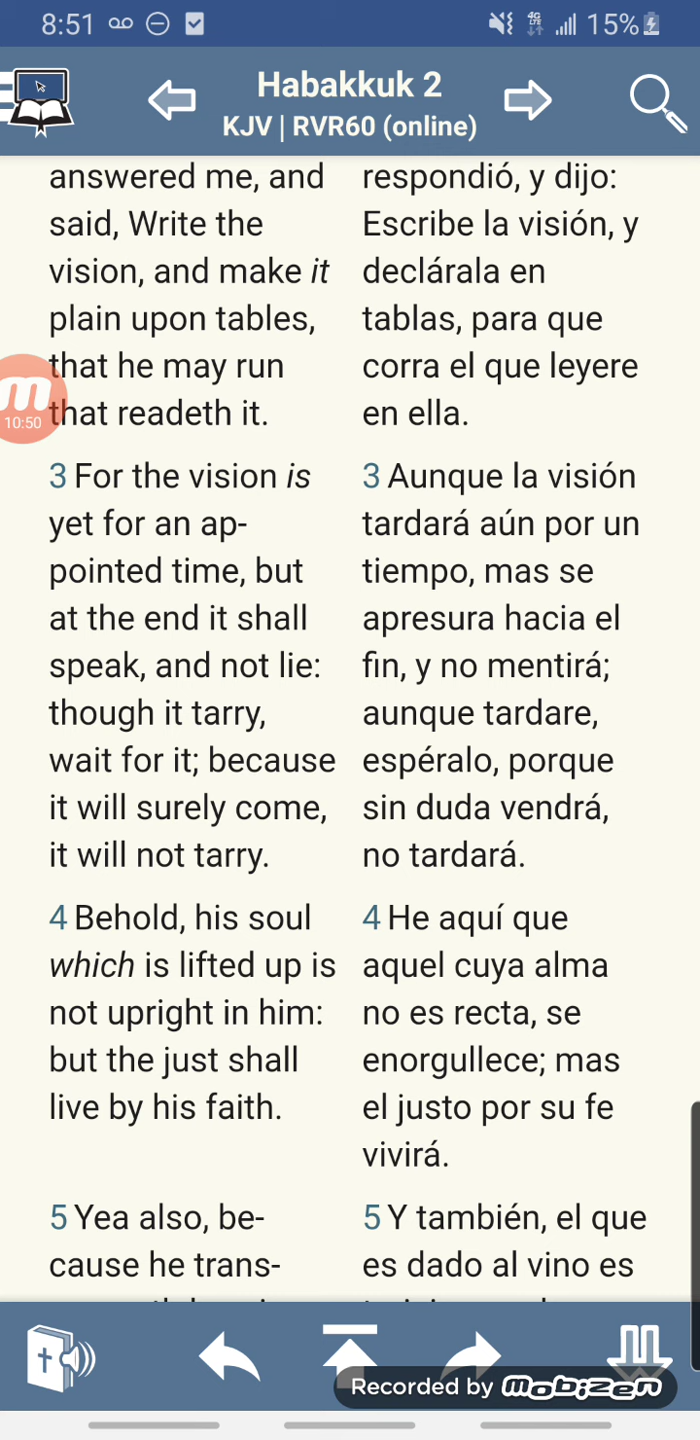 8:51
4G
15%
Habakkuk 2
KJV | RVR60 (online)
answered me, and
said, Write the
vision, and make it
plain upon tables,
that he may run
that readeth it.
3 For the vision is
yet for an ap-
pointed time, but
at the end it shall
speak, and not lie:
though it tarry,
wait for it; because
it will surely come,
it will not tarry.
4 Behold, his soul
which is lifted up is
not upright in him:
but the just shall
live by his faith.
5 Yea also, be-
cause he trans-
respondió, y dijo:
Escribe la visión, y
declárala en
tablas, para que
corra el que leyere
en ella.
3 Aunque la visión
tardará aún por un
tiempo, mas se
apresura hacia el
fin, y no mentirá;
aunque tardare,
espéralo, porque
sin duda vendrá,
no tardará.
4 He aquí que
aquel cuya alma
no es recta, se
enorgullece; mas
el justo por su fe
vivirá.
5 Y también, el que
es dado al vino es
m
10:50
Recorded by mobizen